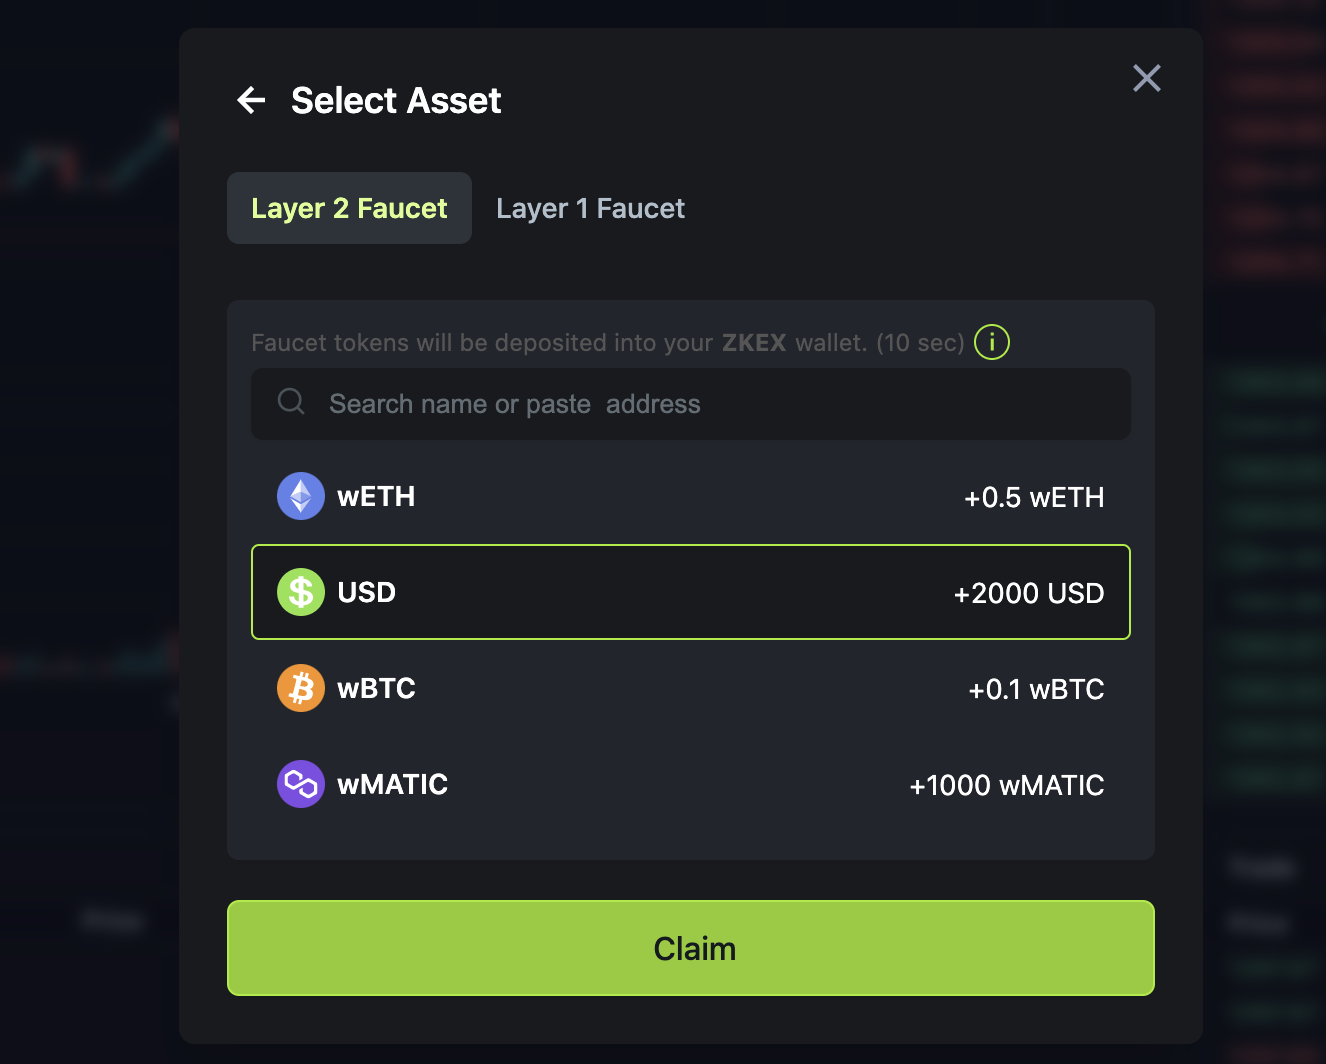 Select Asset
Layer 2 Faucet Layer 1 Faucet
Faucet tokens will be deposited into your ZKEX wallet. (10 sec)
Search name or paste address
wETH +0.5 wETH
USD +2000 USD
wBTC +0.1 wBTC
wMATIC +1000 wMATIC
Claim